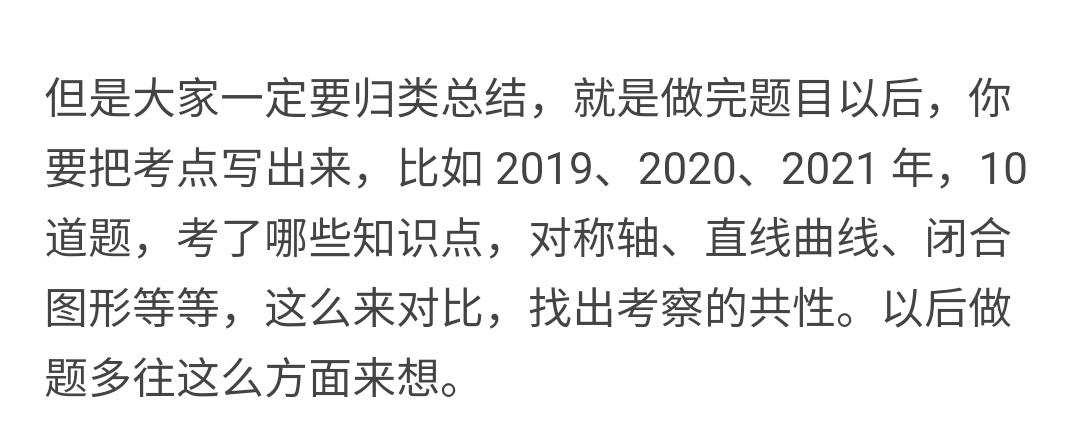 但是大家一定要归类总结，就是做完题目以后，你
要把考点写出来，比如 2019、2020、2021 年，10
道题，考了哪些知识点，对称轴、直线曲线、闭合
图形等等，这么来对比，找出考察的共性。以后做
题多往这么方面来想。